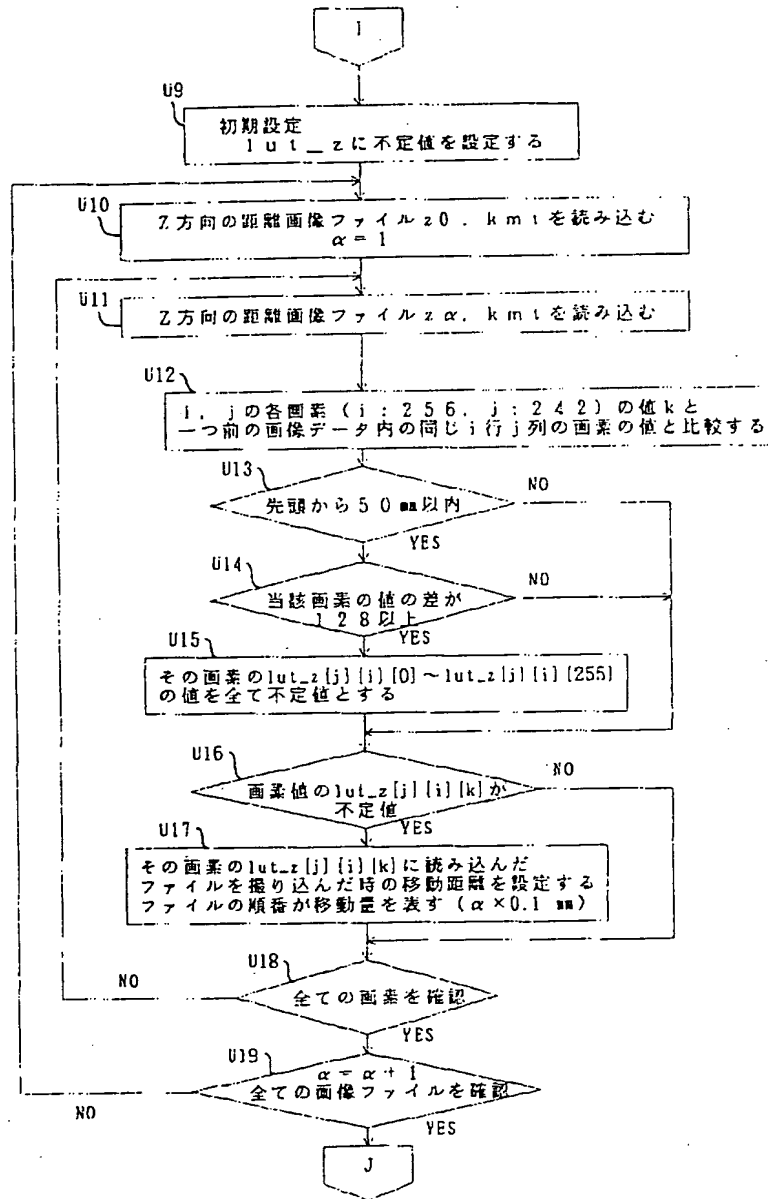 I
U9
初期設定
lut_zに不定値を設定する
U10
Z方向の距離画像ファイルz0.kmtを読み込む
α=1
U11
Z方向の距離画像ファイルzα.kmtを読み込む
U12
i,jの各画素(i:256,j:242)の値kと
一つ前の画像データ内の同じi行j列の画素の値と比較する
U13
先頭から50mm以内
NO
YES
U14
当該画素の値の差が
128以上
NO
YES
U15
その画素のlut_z[j][i][0]~lut_z[j][i][255]
の値を全て不定値とする
U16
画素値のlut_z[j][i][k]が
不定値
NO
YES
U17
その画素のlut_z[j][i][k]に読み込んだ
ファイルを撮り込んだ時の移動距離を設定する
ファイルの順番が移動量を表す(α×0.1mm)
U18
全ての画素を確認
NO
YES
U19
α=α+1
全ての画像ファイルを確認
NO
YES
J